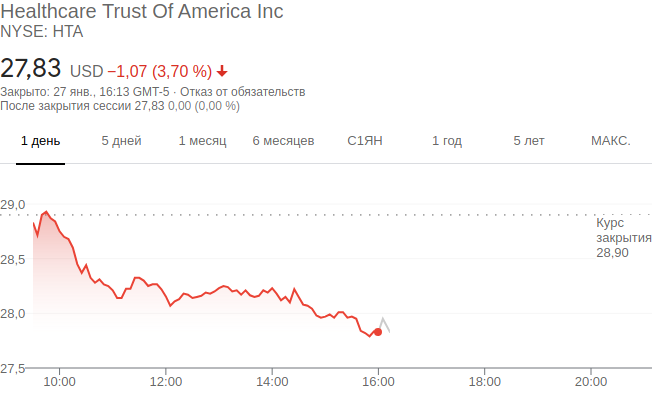 Healthcare Trust Of America Inc
NYSE: HTA
27,83 USD −1,07 (3,70 %)
Закрыто: 27 янв., 16:13 GMT-5 · Отказ от обязательств
После закрытия сессии 27,83 0,00 (0,00 %)
1 день 5 дней 1 месяц 6 месяцев С1ЯН 1 год 5 лет МАКС.
29,0
Курс
закрытия
28,90
28,5
28,0
27,5
10:00 12:00 14:00 16:00 18:00 20:00